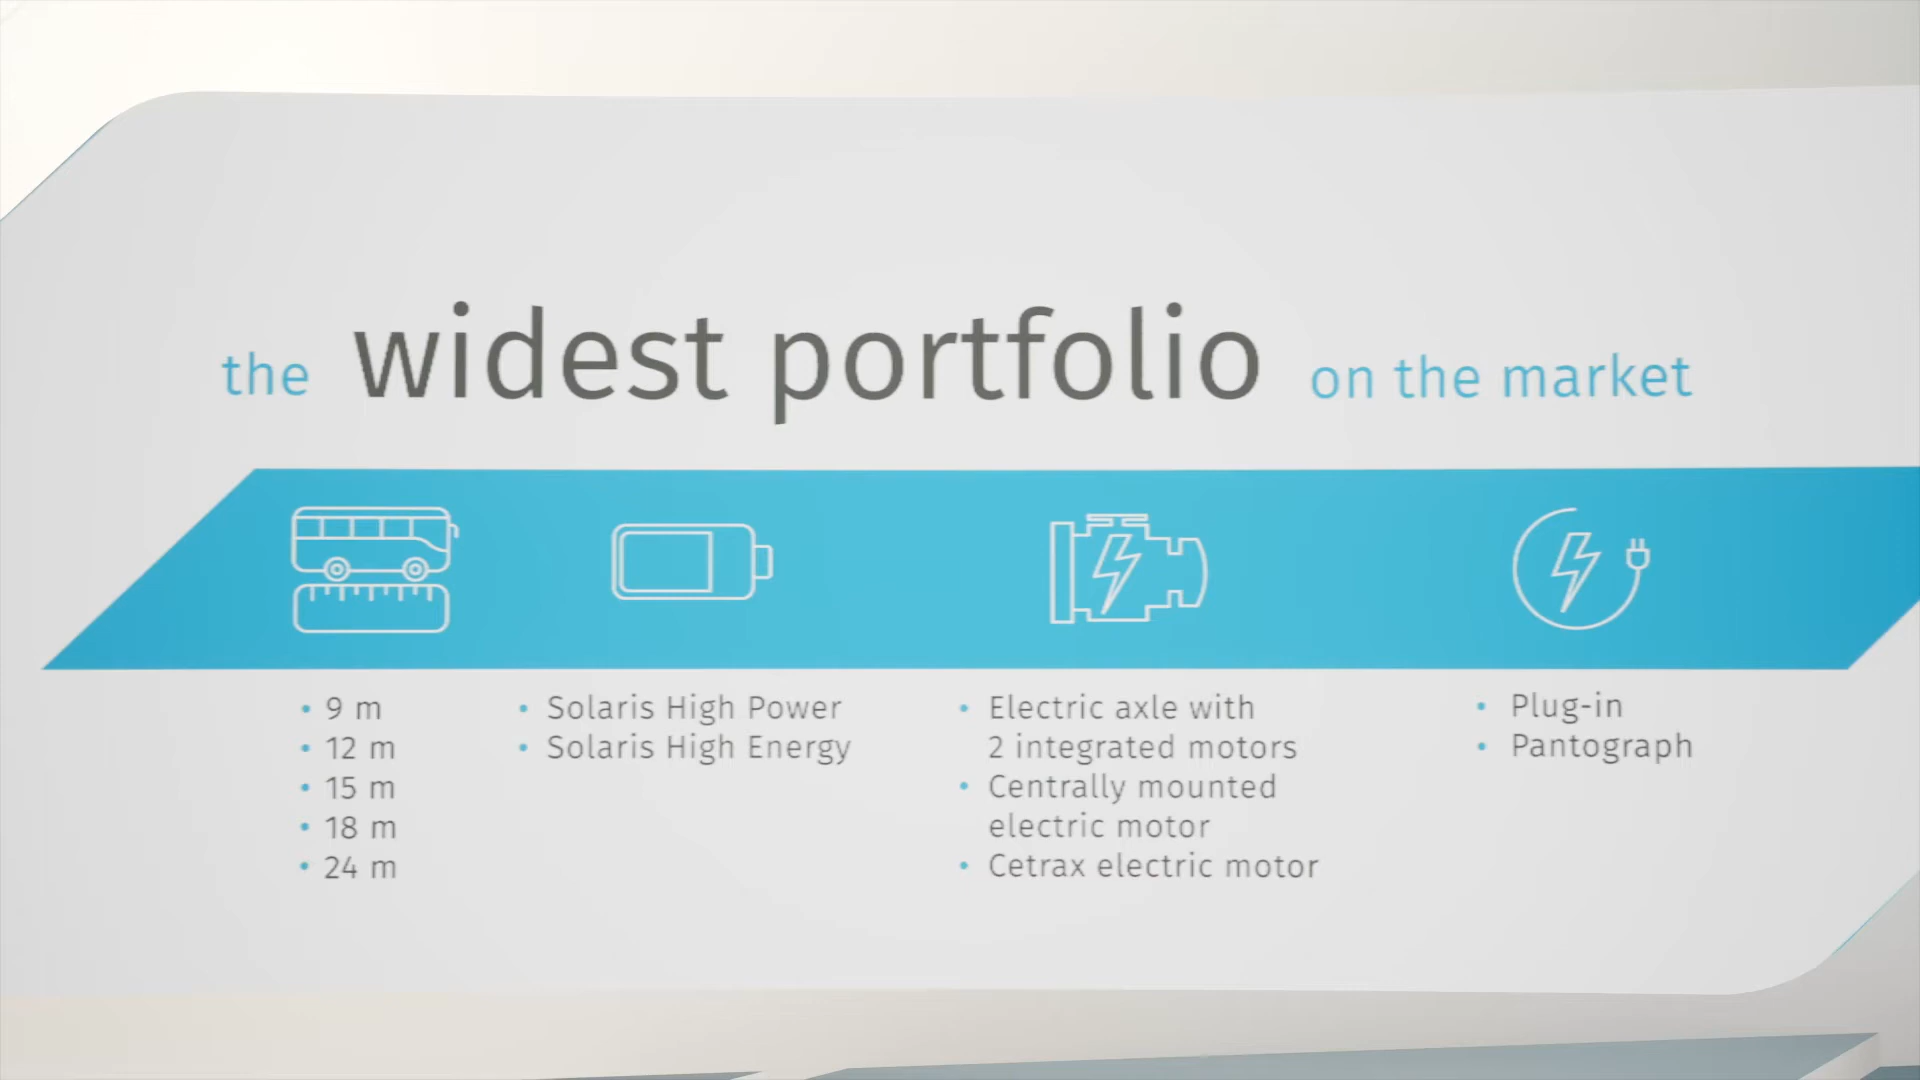 the widest portfolio on the market
• 9 m
• 12 m
• 15 m
• 18 m
• 24 m
• Solaris High Power
• Solaris High Energy
• Electric axle with
2 integrated motors
• Centrally mounted
electric motor
• Cetrax electric motor
• Plug-in
• Pantograph